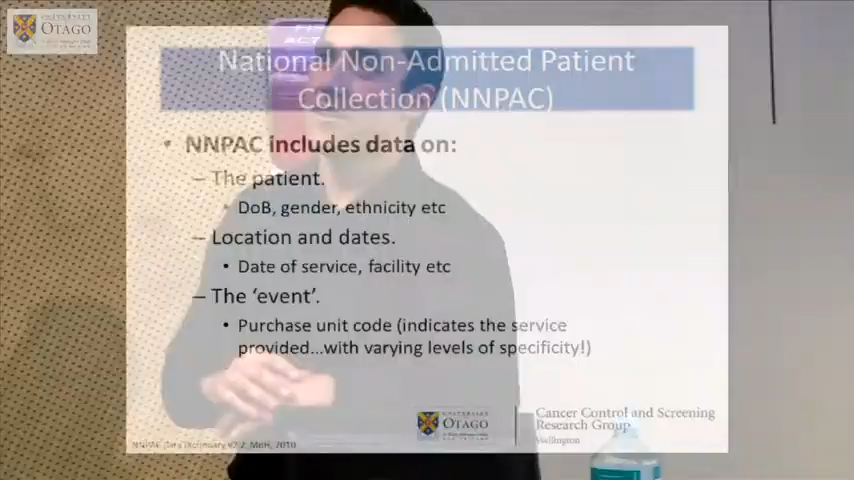 UNIVERSITY
OTAGO
National Non-Admitted Patient
Collection (NNPAC)
• NNPAC includes data on:
– The patient.
• DoB, gender, ethnicity etc
– Location and dates.
• Date of service, facility etc
– The 'event'.
• Purchase unit code (indicates the service
provided...with varying levels of specificity!)
UNIVERSITY
OTAGO
Cancer Control and Screening
Research Group
Wellington
NNPAC Data Dictionary V2.2, MoH, 2010